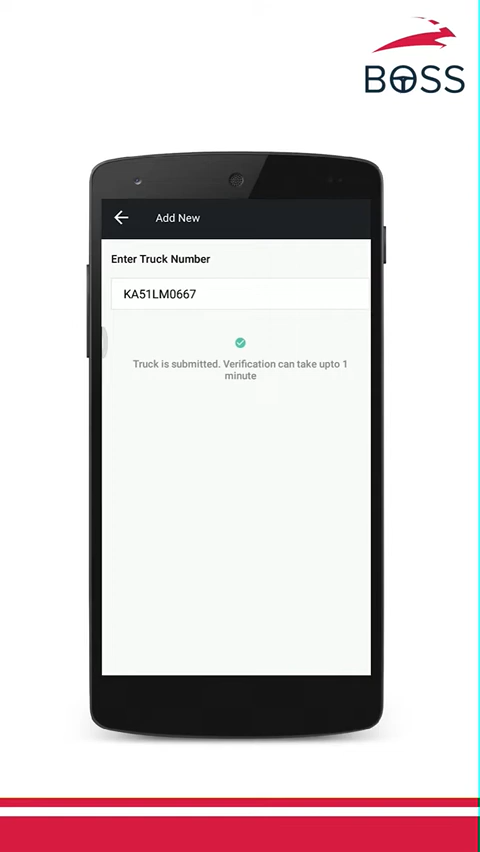 BOSS
Add New
Enter Truck Number
KA51LM0667
Truck is submitted. Verification can take upto 1
minute